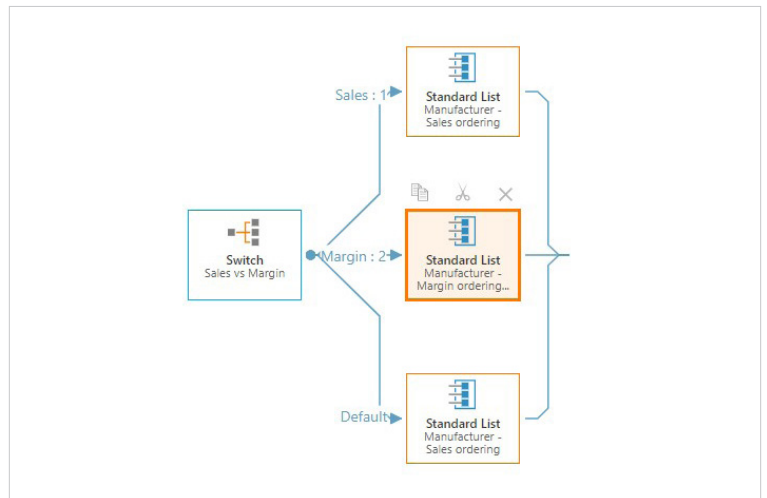 Sales : 1
Standard List
Manufacturer -
Sales ordering
Switch
Sales vs Margin
Margin : 2
Standard List
Manufacturer -
Margin ordering...
Default
Standard List
Manufacturer -
Sales ordering